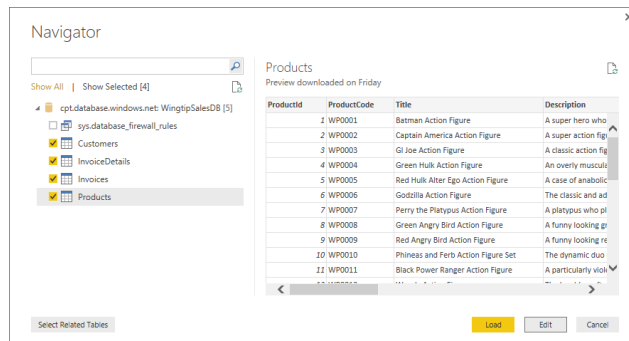 Navigator
Show All | Show Selected [4]
cpt.database.windows.net: WingtipSalesDB [5]
sys.database_firewall_rules
Customers
InvoiceDetails
Invoices
Products
Products
Preview downloaded on Friday
ProductId ProductCode Title Description
1 WP0001 Batman Action Figure A super hero who
2 WP0002 Captain America Action Figure A super action fig
3 WP0003 GI Joe Action Figure A classic action fig
4 WP0004 Green Hulk Action Figure An overly muscula
5 WP0005 Red Hulk Alter Ego Action Figure A case of anabolic
6 WP0006 Godzilla Action Figure The classic and ad
7 WP0007 Perry the Platypus Action Figure A platypus who pl
8 WP0008 Green Angry Bird Action Figure A funny looking gr
9 WP0009 Red Angry Bird Action Figure A funny looking re
10 WP0010 Phineas and Ferb Action Figure Set The dynamic duo
11 WP0011 Black Power Ranger Action Figure A particularly viol
Select Related Tables
Load Edit Cancel